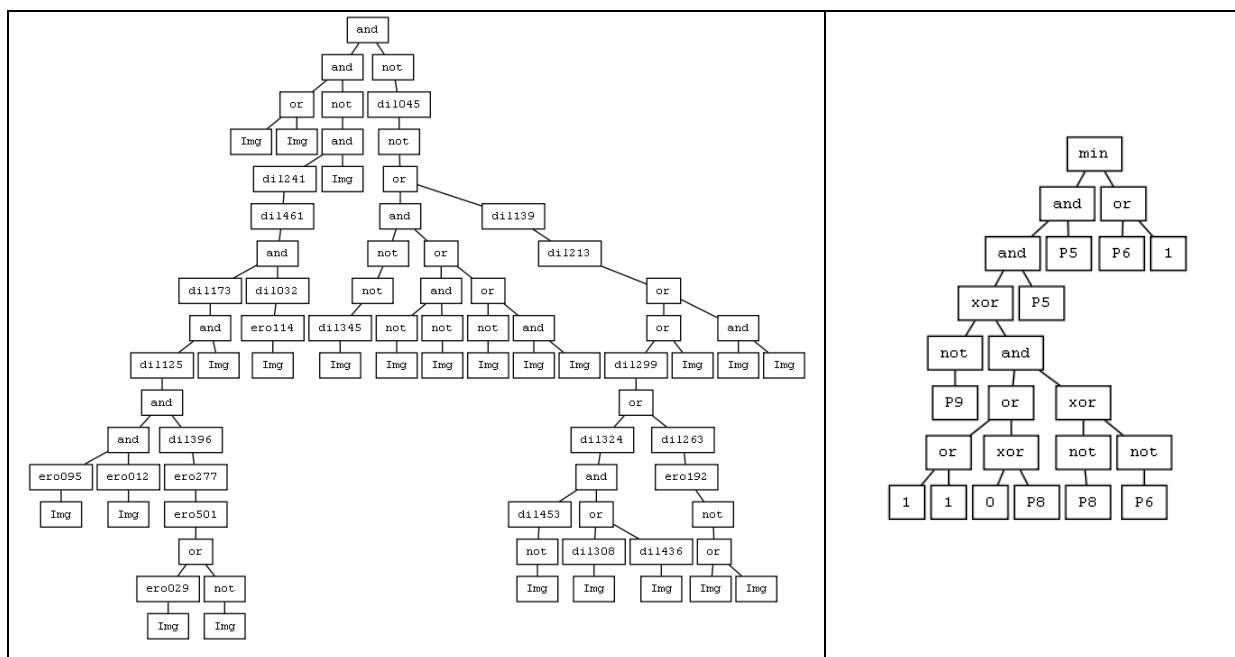 and
and not
or not dil045
Img Img and not
dil241 Img or
dil461 and dil139
and not or dil213
dil173 dil032 not and or or
and ero114 dil345 not not not and or and
dil125 Img Img Img Img Img Img Img Img dil299 Img Img Img
and or
and dil396 dil324 dil263
ero095 ero012 ero277 and ero192
Img Img ero501 dil453 or not
or not dil308 dil436 or
ero029 not Img Img Img Img Img
Img Img
min
and or
and P5 P6 1
xor P5
not and
P9 or xor
or xor not not
1 1 0 P8 P8 P6